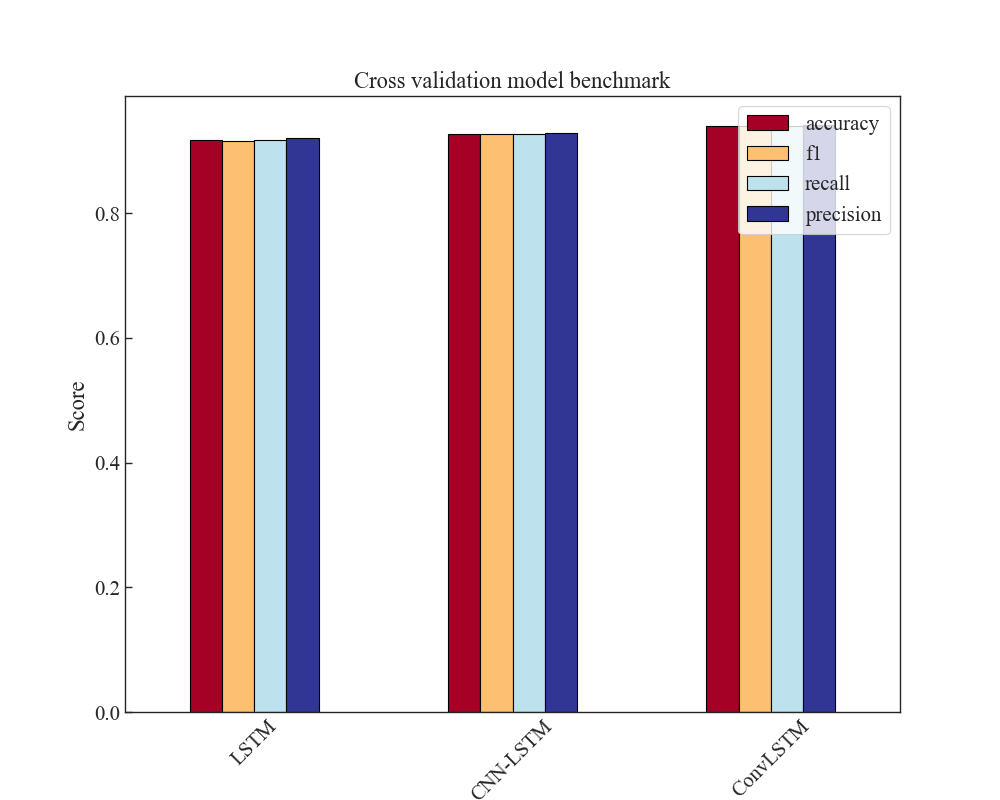 Cross validation model benchmark
accuracy
f1
recall
precision
Score
0.8
0.6
0.4
0.2
0.0
LSTM
CNN-LSTM
ConvLSTM